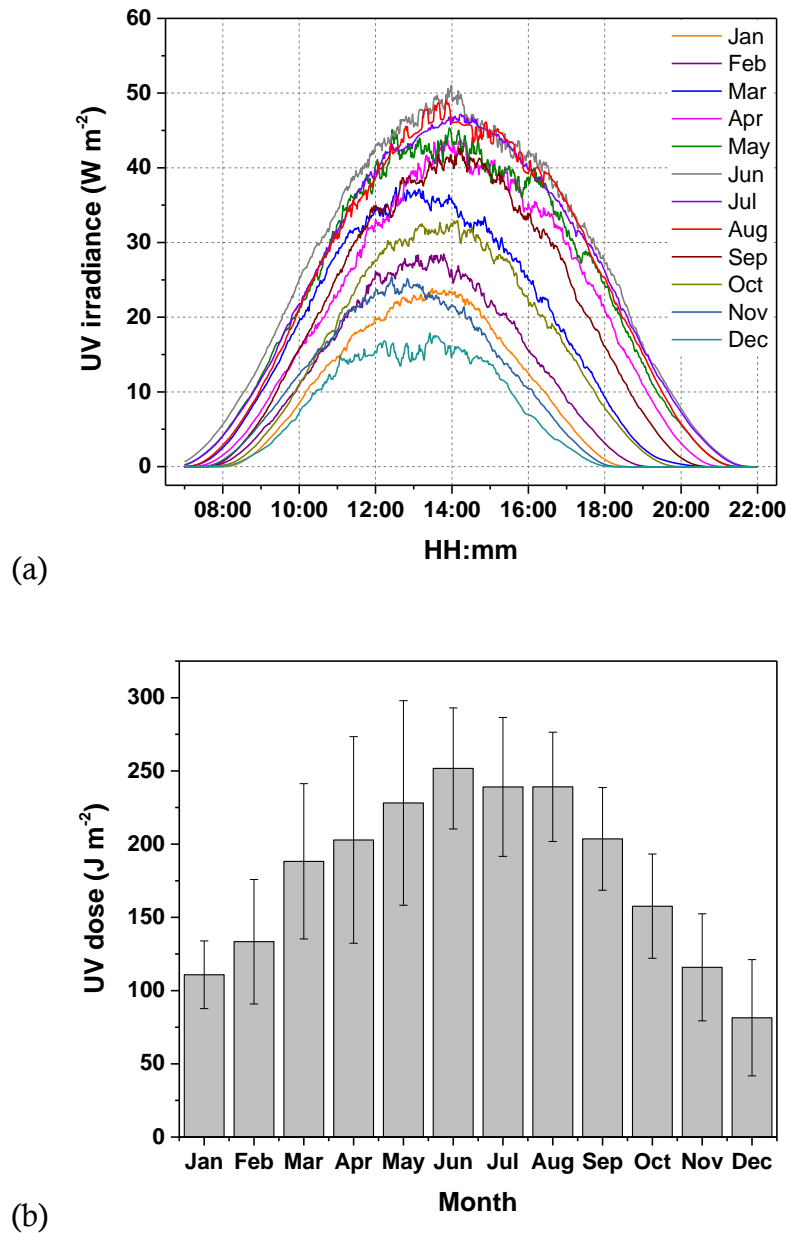 60
50
40
30
20
10
0
UV irradiance (W m⁻²)
Jan
Feb
Mar
Apr
May
Jun
Jul
Aug
Sep
Oct
Nov
Dec
08:00 10:00 12:00 14:00 16:00 18:00 20:00 22:00
HH:mm
(a)
300
250
200
150
100
50
0
UV dose (J m⁻²)
Jan Feb Mar Apr May Jun Jul Aug Sep Oct Nov Dec
Month
(b)